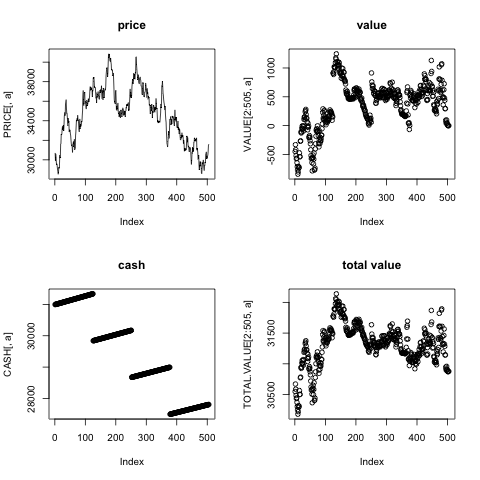 price
PRICE[, a]
30000 34000 38000
0 100 200 300 400 500
Index
value
VALUE[2:505, a]
-500 0 500 1000
0 100 200 300 400 500
Index
cash
CASH[, a]
28000 30000
0 100 200 300 400 500
Index
total value
TOTAL.VALUE[2:505, a]
30500 31500
0 100 200 300 400 500
Index